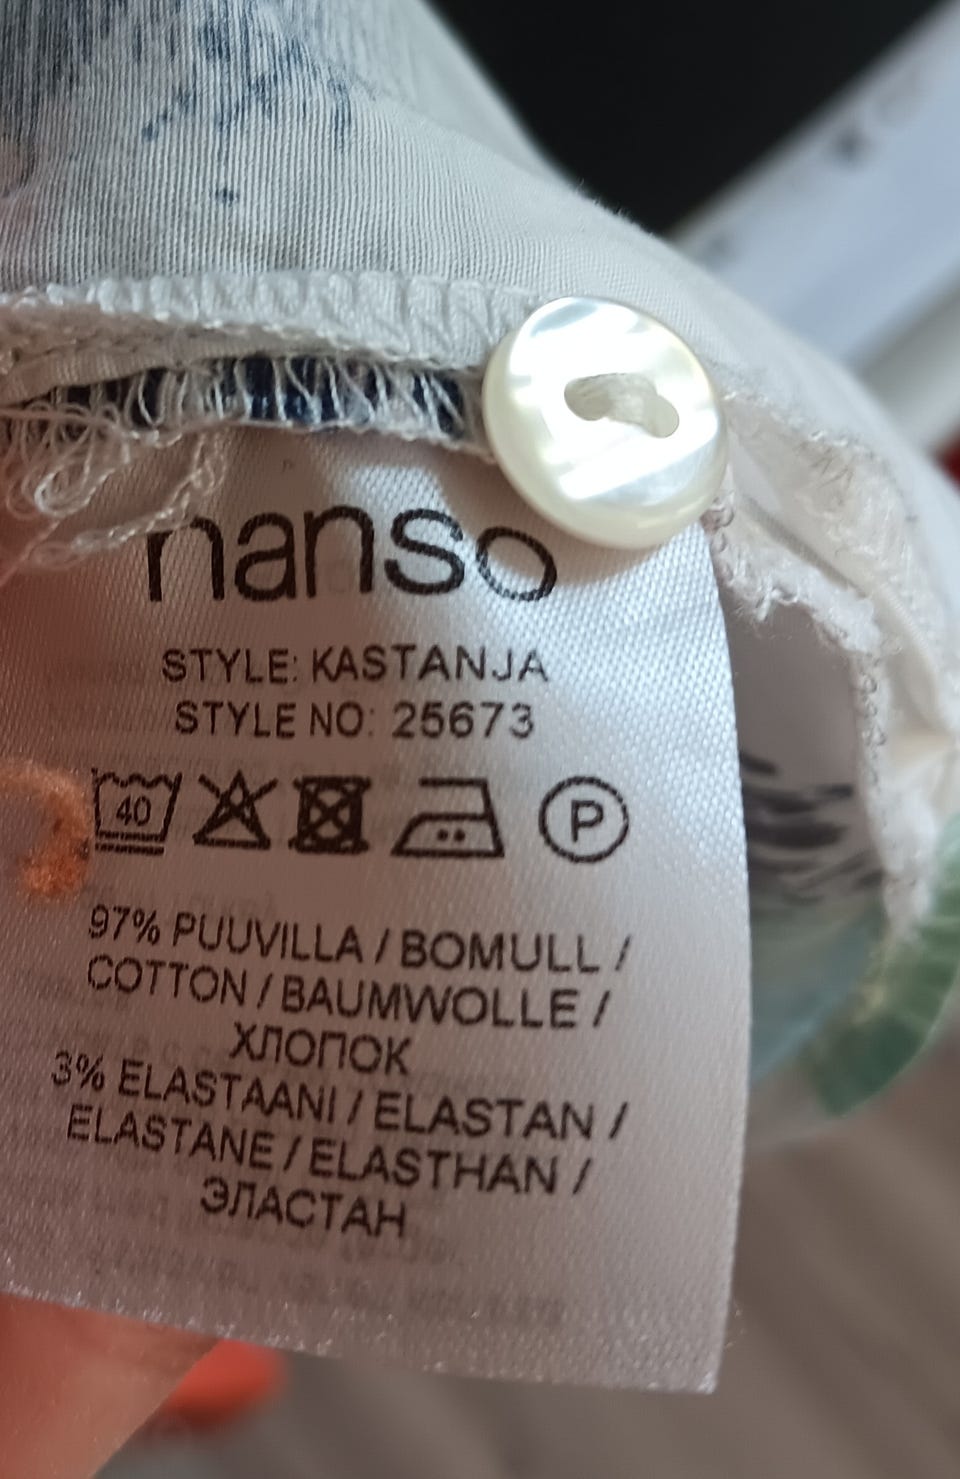 nanso
STYLE: KASTANJA
STYLE NO: 25673
40 P
97% PUUVILLA / BOMULL /
COTTON / BAUMWOLLE /
ХЛОПОК
3% ELASTAANI / ELASTAN /
ELASTANE / ELASTHAN /
ЭЛАСТАН